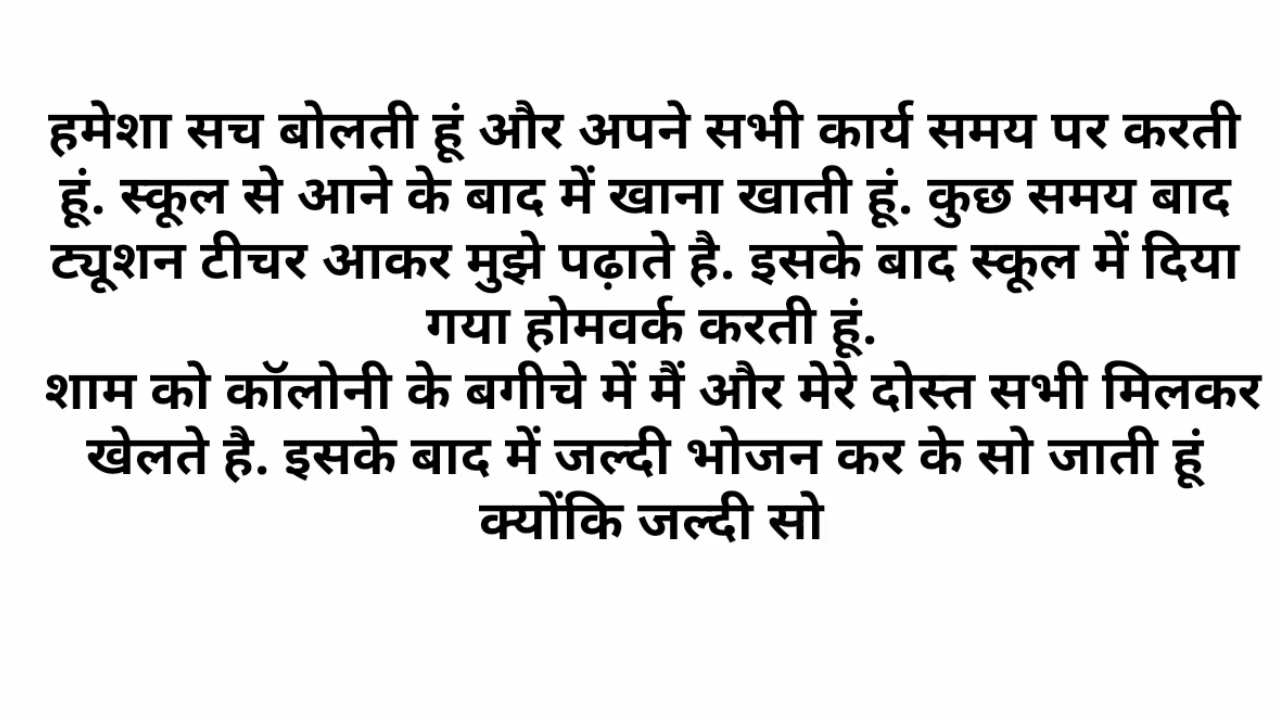 हमेशा सच बोलती हूं और अपने सभी कार्य समय पर करती
हूं. स्कूल से आने के बाद में खाना खाती हूं. कुछ समय बाद
ट्यूशन टीचर आकर मुझे पढ़ाते है. इसके बाद स्कूल में दिया
गया होमवर्क करती हूं.
शाम को कॉलोनी के बगीचे में मैं और मेरे दोस्त सभी मिलकर
खेलते है. इसके बाद में जल्दी भोजन कर के सो जाती हूं
क्योंकि जल्दी सो